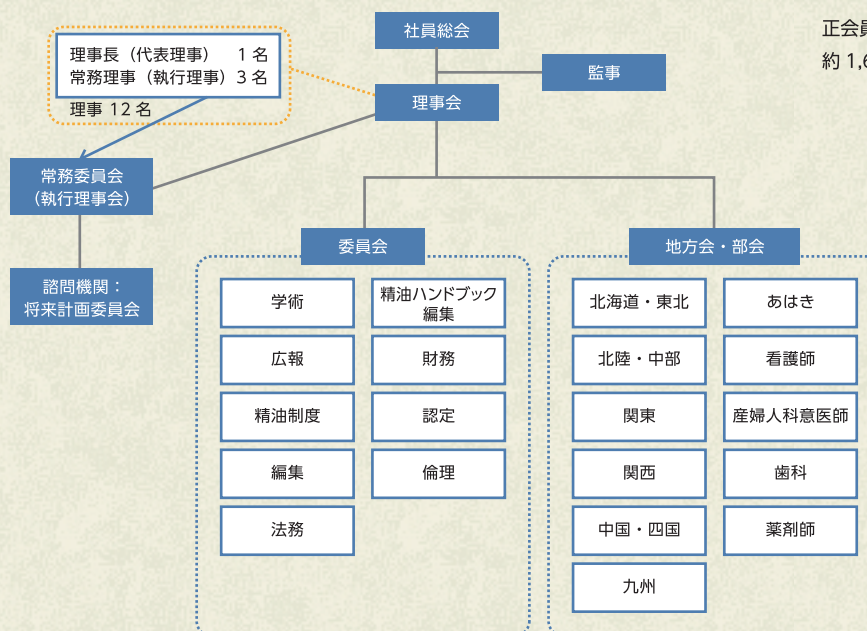 社員総会
正会員
約 1,6
理事長（代表理事）　1 名
常務理事（執行理事）3 名
理事 12 名
監事
理事会
常務委員会
（執行理事会）
諮問機関：
将来計画委員会
委員会
学術
精油ハンドブック
編集
広報
財務
精油制度
認定
編集
倫理
法務
地方会・部会
北海道・東北
あはき
北陸・中部
看護師
関東
産婦人科意医師
関西
歯科
中国・四国
薬剤師
九州